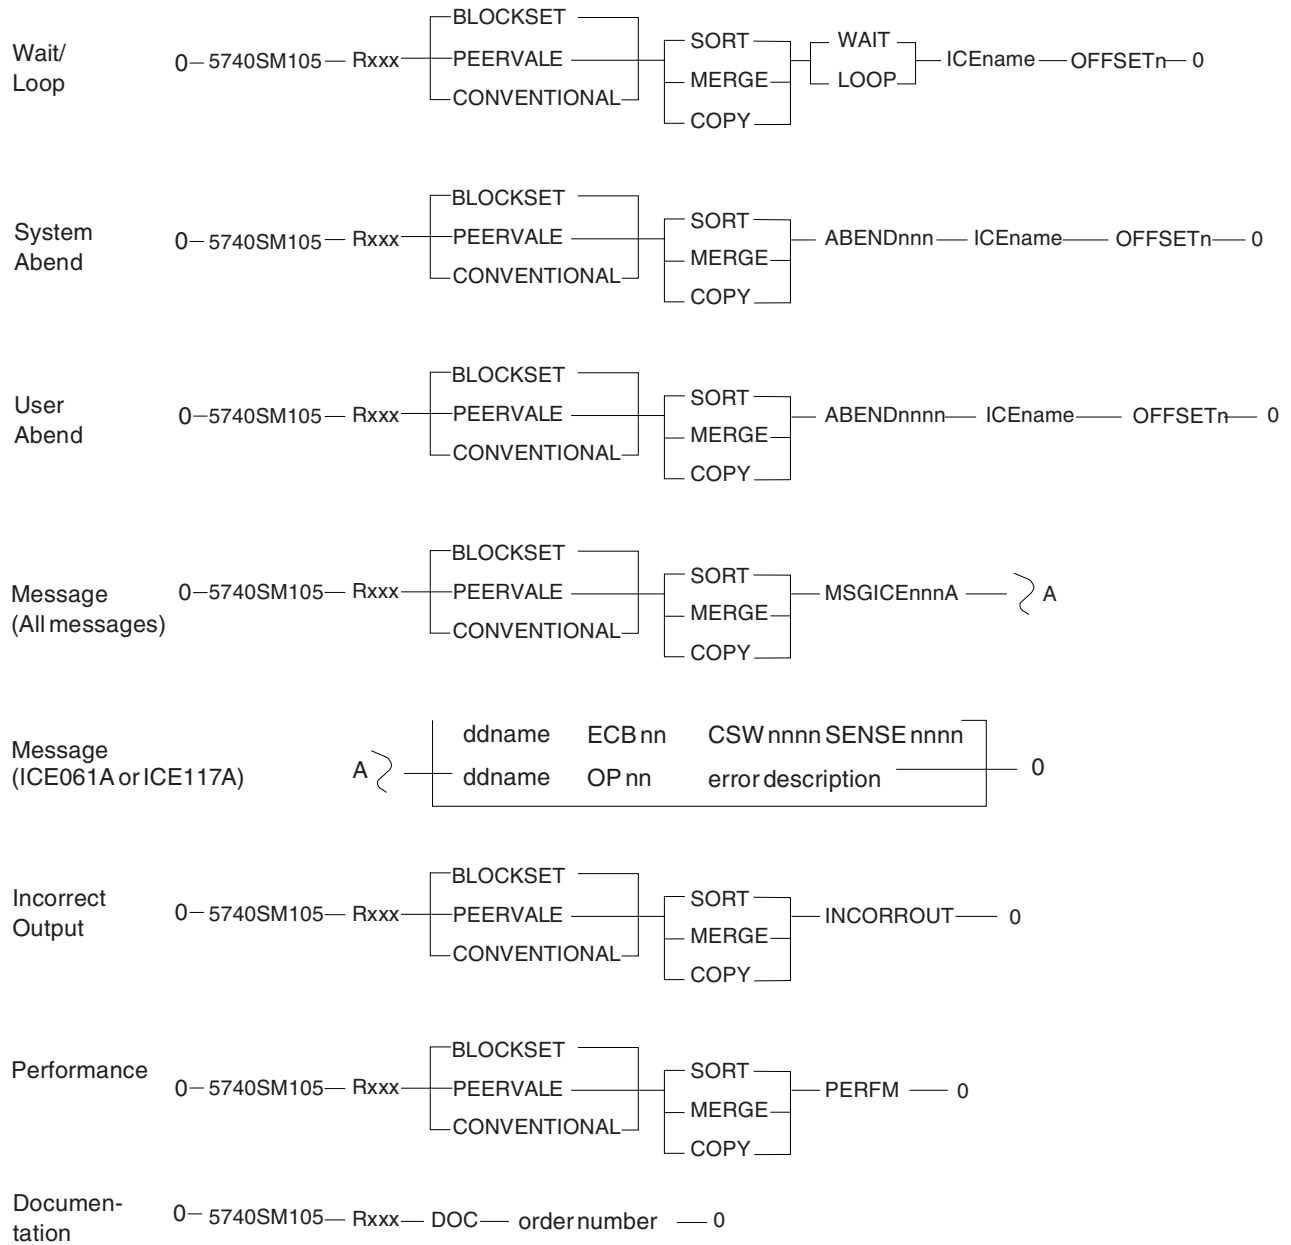 BLOCKSET
Wait/ 0 5740SM105 Rxxx PEERVALE SORT WAIT ICEname OFFSETn 0
Loop MERGE LOOP
CONVENTIONAL
COPY
BLOCKSET
System 0 5740SM105 Rxxx PEERVALE SORT ABENDnnn ICEname OFFSETn 0
Abend MERGE
CONVENTIONAL
COPY
BLOCKSET
User 0 5740SM105 Rxxx PEERVALE SORT ABENDnnnn ICEname OFFSETn 0
Abend MERGE
CONVENTIONAL
COPY
BLOCKSET
Message 0 5740SM105 Rxxx PEERVALE SORT MSGICEnnnA A
(All messages) MERGE
CONVENTIONAL
COPY
ddname ECB nn CSW nnnn SENSE nnnn
Message
(ICE061A or ICE117A) A ddname OP nn error description 0
BLOCKSET
Incorrect SORT
Output 0 5740SM105 Rxxx PEERVALE INCORROUT 0
MERGE
CONVENTIONAL
COPY
BLOCKSET
Performance SORT
0 5740SM105 Rxxx PEERVALE PERFM 0
MERGE
CONVENTIONAL
COPY
Documen-
tation 0 5740SM105 Rxxx DOC order number 0